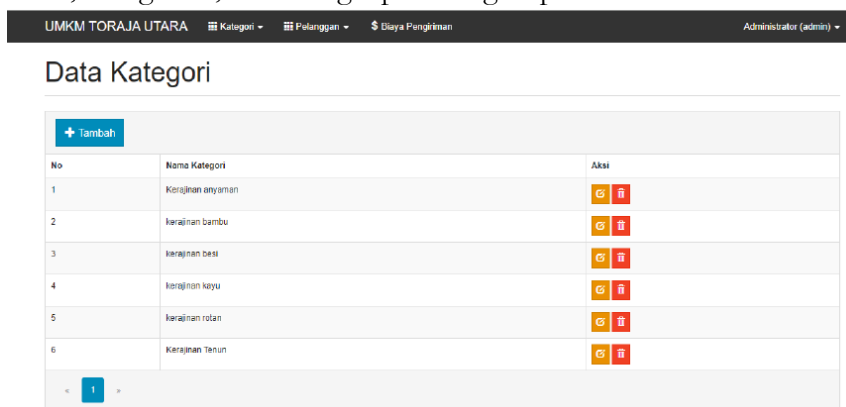 UMKM TORAJA UTARA Kategori Pelanggan $ Biaya Pengiriman Administrator (admin)
Data Kategori
+ Tambah
No Nama Kategori Aksi
1 Kerajinan anyaman
2 kerajinan bambu
3 kerajinan besi
4 kerajinan kayu
5 kerajinan rotan
6 Kerajinan Tenun
« 1 »